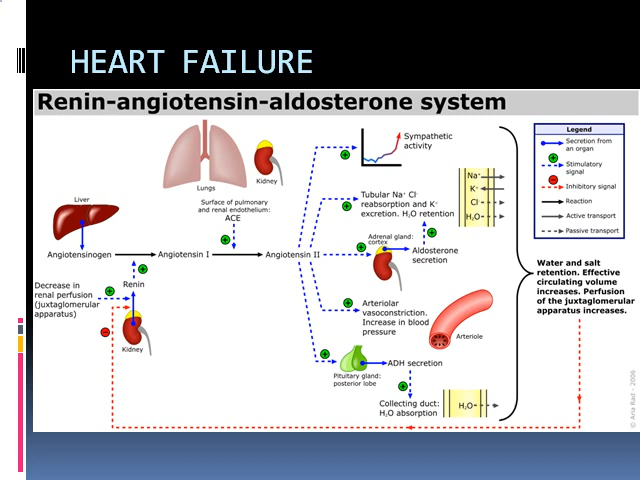 HEART FAILURE
Renin-angiotensin-aldosterone system
Legend
Secretion from
an organ
Stimulatory
signal
Inhibitory signal
Reaction
Active transport
Passive transport
Lungs
Kidney
Surface of pulmonary
and renal endothelium:
ACE
Liver
Angiotensinogen
Angiotensin I
Angiotensin II
Renin
Decrease in
renal perfusion
(juxtaglomerular
apparatus)
Kidney
Sympathetic
activity
Tubular Na⁺ Cl⁻
reabsorption and K⁺
excretion. H₂O retention
Na⁺
K⁺
Cl⁻
H₂O
Adrenal gland:
cortex
Aldosterone
secretion
Arteriolar
vasoconstriction.
Increase in blood
pressure
Arteriole
Pituitary gland:
posterior lobe
ADH secretion
Collecting duct:
H₂O absorption
H₂O
Water and salt
retention. Effective
circulating volume
increases. Perfusion
of the juxtaglomerular
apparatus increases.
© Aria Rad - 2006